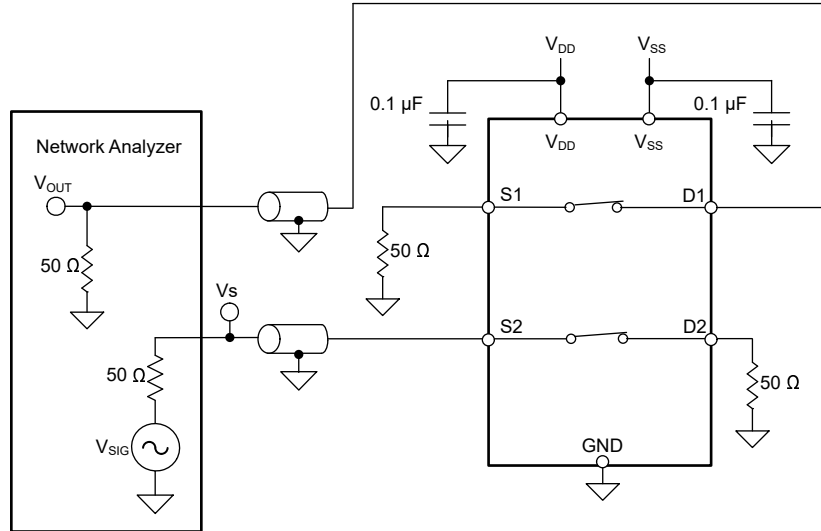 V_DD V_SS
0.1 µF 0.1 µF
V_DD V_SS
Network Analyzer
V_OUT
S1 D1
50 Ω
50 Ω
Vs
S2 D2
50 Ω
50 Ω
V_SIG
GND